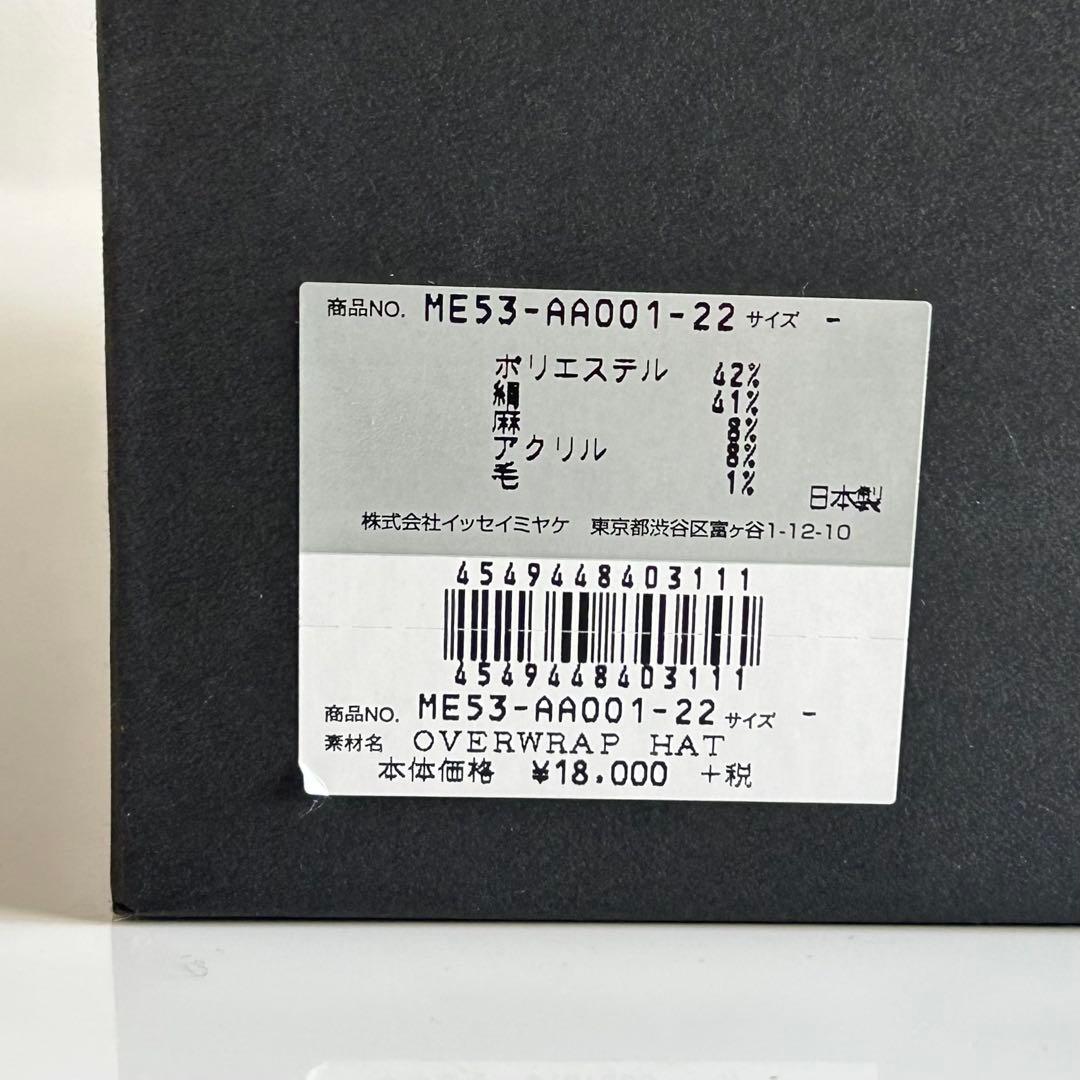 商品NO. ME53-AA001-22 サイズ -
ポリエステル 42%
綿 41%
麻 8%
アクリル 8%
毛 1%
日本製
株式会社イッセイミヤケ 東京都渋谷区富ヶ谷1-12-10
4549448403111
4549448403111
商品NO. ME53-AA001-22 サイズ -
素材名 OVERWRAP HAT
本体価格 ¥18,000 +税